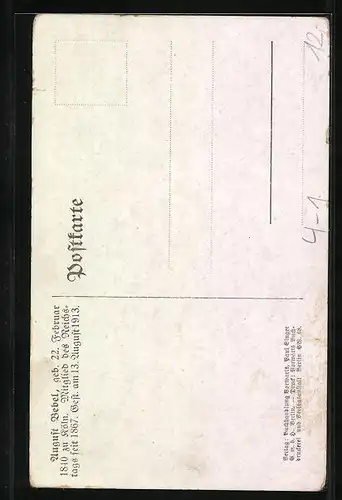 August Bebel, geb. 22. Februar
1840 zu Köln. Mitglied des Reichs-
tags seit 1867. Gest. am 13. August 1913.
Postkarte
Verlag: Buchhandlung Vorwärts, Paul Singer
G. m. b. H., Berlin. — Druck: Vorwärts Buch-
druckerei und Verlagsanstalt, Berlin SW. 68.
4-1
12.